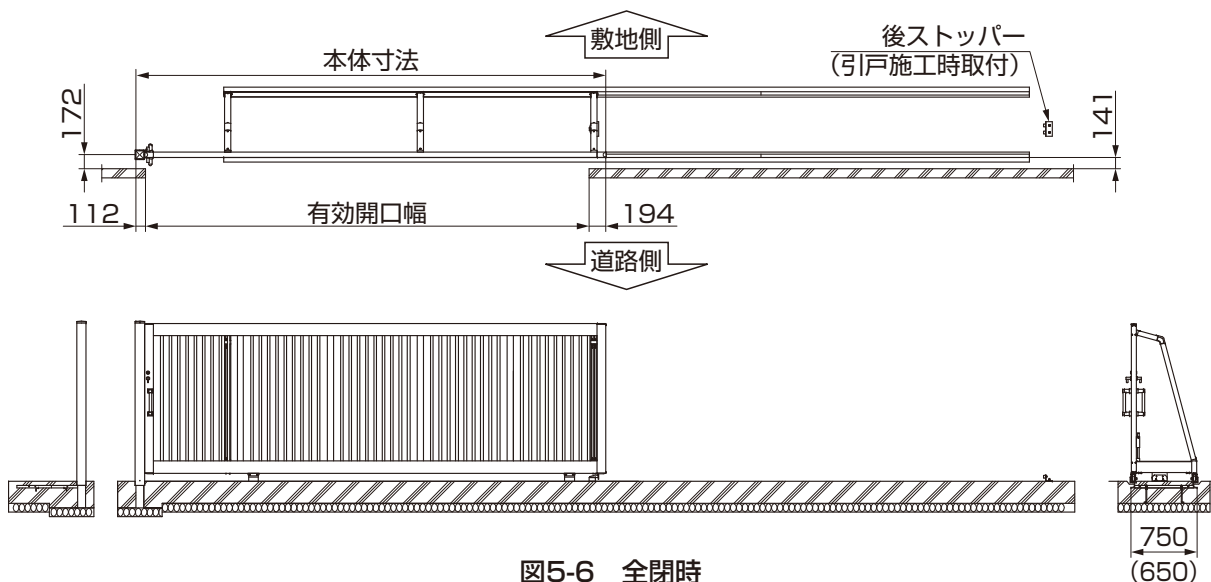 敷地側
後ストッパー
(引戸施工時取付)
本体寸法
172
141
112
有効開口幅
194
道路側
750
(650)
図5-6 全閉時